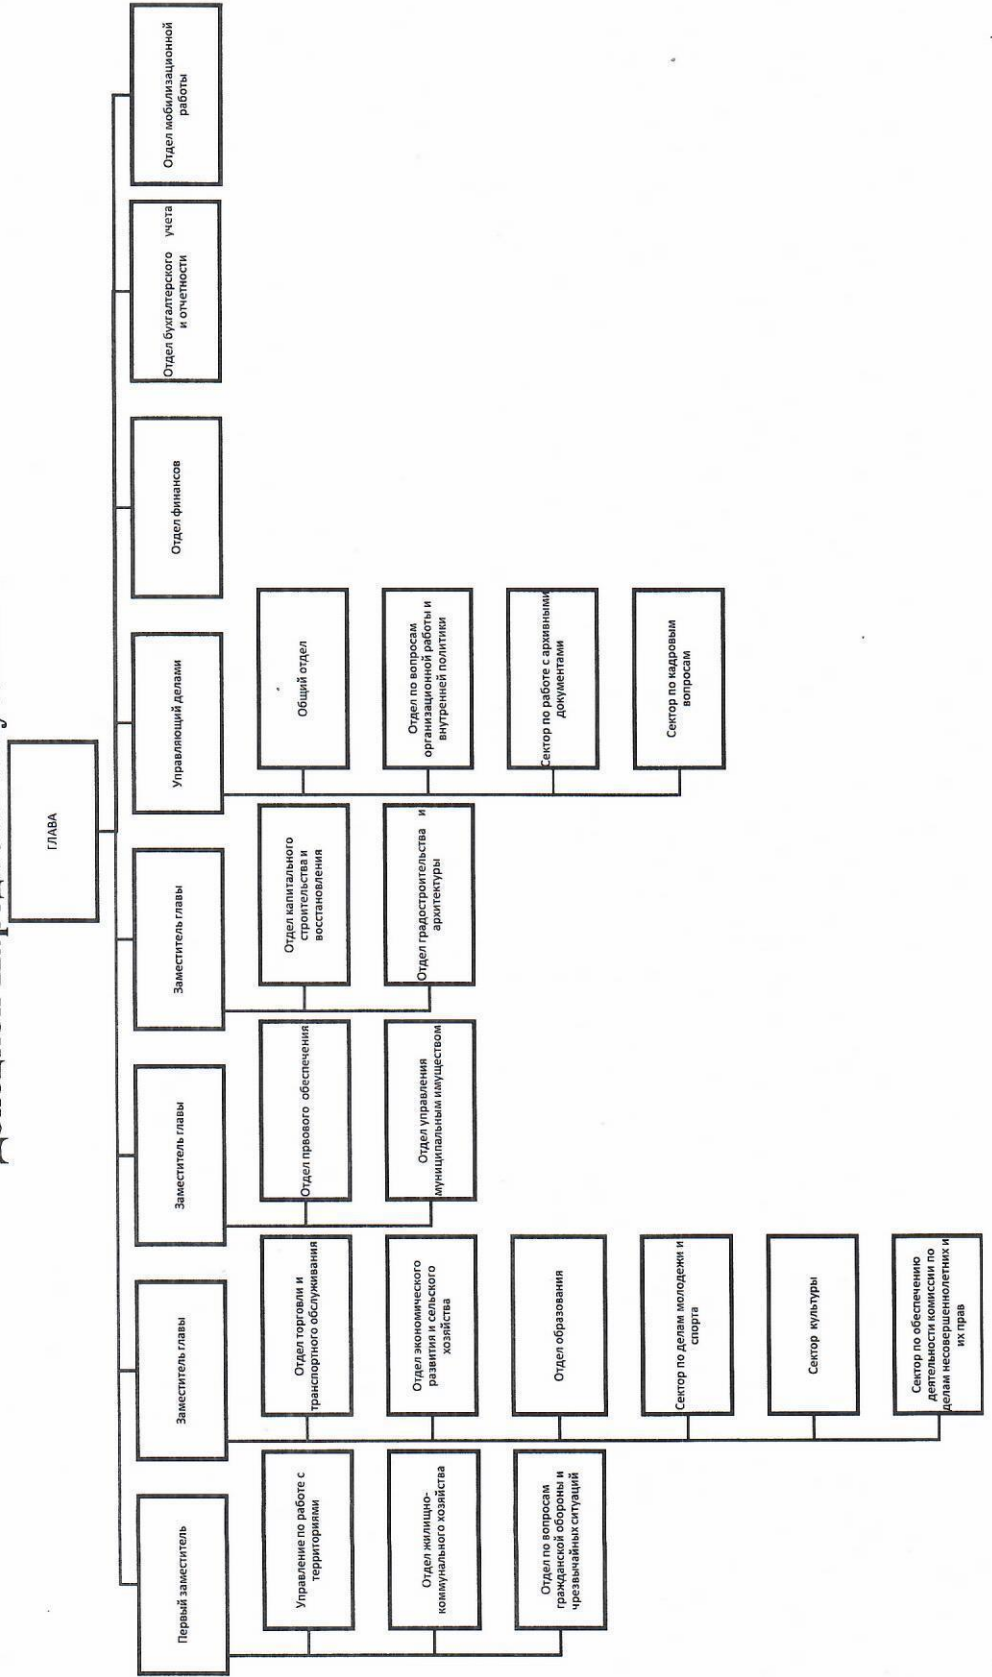 ГЛАВА
Первый заместитель
Заместитель главы
Заместитель главы
Заместитель главы
Управляющий делами
Отдел финансов
Отдел бухгалтерского учета
и отчетности
Отдел мобилизационной
работы
Управление по работе с
территориями
Отдел жилищно-
коммунального хозяйства
Отдел по вопросам
гражданской обороны и
чрезвычайных ситуаций
Отдел торговли и
транспортного обслуживания
Отдел экономического
развития и сельского
хозяйства
Отдел образования
Сектор по делам молодежи и
спорта
Сектор культуры
Сектор по обеспечению
деятельности комиссии по
делам несовершеннолетних и
их прав
Отдел првового обеспечения
Отдел управления
муниципальным имуществом
Отдел капитального
строительства и
восстановления
Отдел градостроительства и
архитектуры
Общий отдел
Отдел по вопросам
организационной работы и
внутренней политики
Сектор по работе с архивными
документами
Сектор по кадровым
вопросам